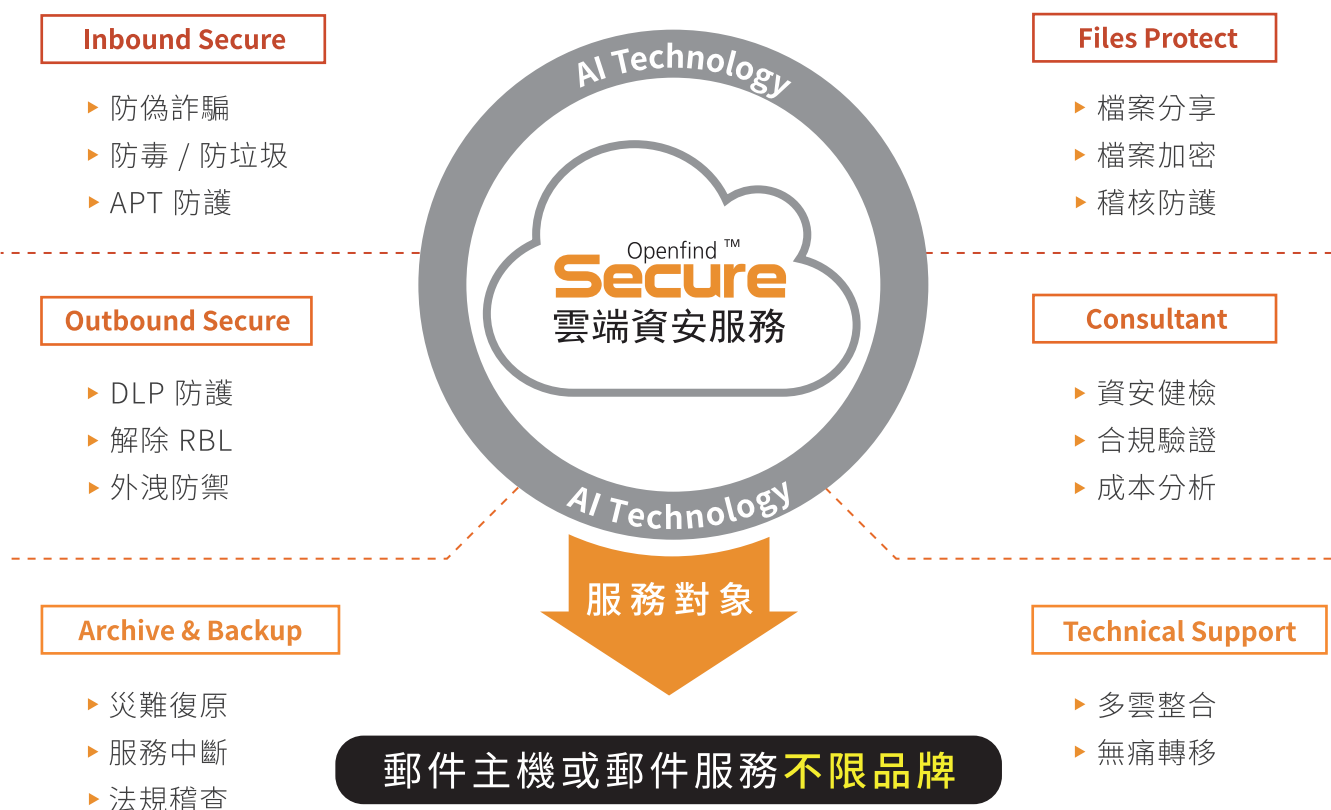 Inbound Secure
防偽詐騙
防毒 / 防垃圾
APT 防護
Outbound Secure
DLP 防護
解除 RBL
外洩防禦
Archive & Backup
災難復原
服務中斷
法規稽查
AI Technology
Openfind ™
Secure
雲端資安服務
AI Technology
服務對象
郵件主機或郵件服務不限品牌
Files Protect
檔案分享
檔案加密
稽核防護
Consultant
資安健檢
合規驗證
成本分析
Technical Support
多雲整合
無痛轉移